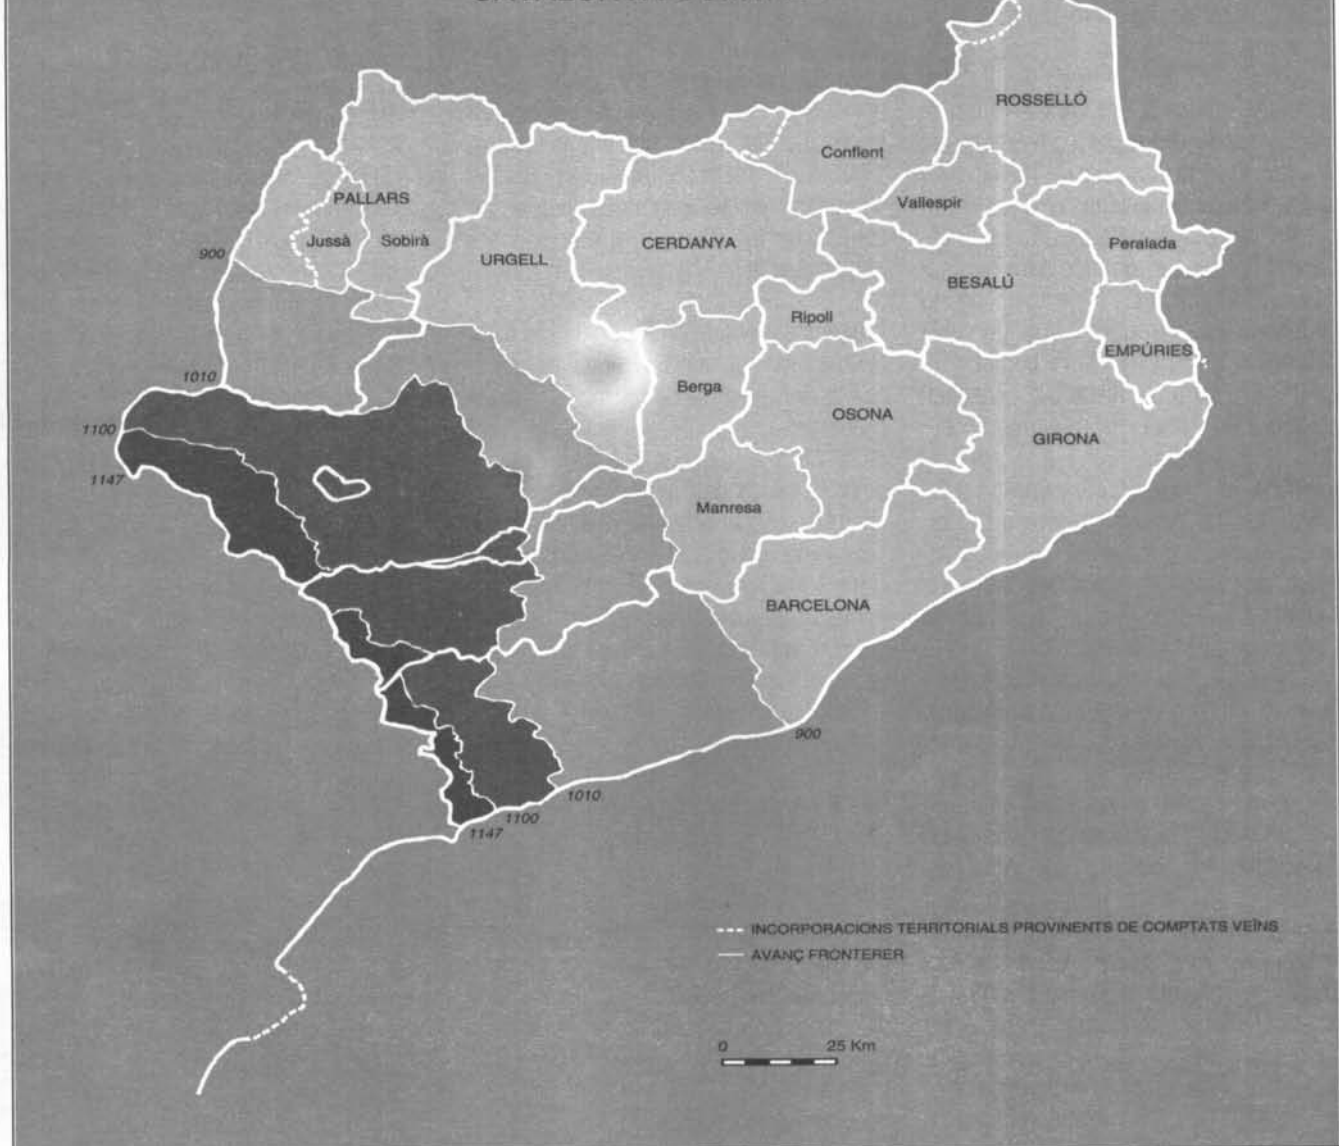 ROSSELLÓ
Conflent
PALLARS
Vallespir
Jussà
Sobirà
CERDANYA
Peralada
900
URGELL
BESALÚ
Ripoll
EMPÚRIES
1010
Berga
OSONA
1100
GIRONA
1147
Manresa
BARCELONA
900
1010
1100
1147
INCORPORACIONS TERRITORIALS PROVINENTS DE COMPTATS VEÏNS
AVANÇ FRONTERER
0 25 Km